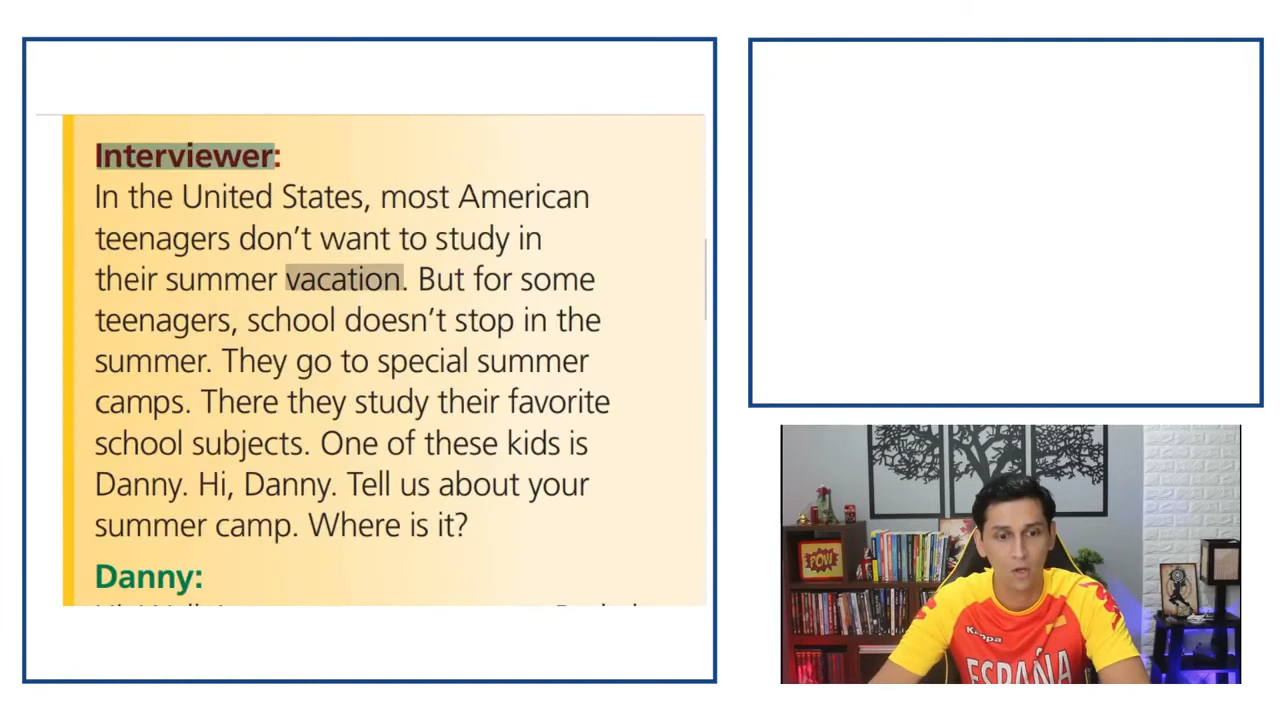 Interviewer:
In the United States, most American
teenagers don't want to study in
their summer vacation. But for some
teenagers, school doesn't stop in the
summer. They go to special summer
camps. There they study their favorite
school subjects. One of these kids is
Danny. Hi, Danny. Tell us about your
summer camp. Where is it?
Danny:
POW
Kappa
ESPAÑA